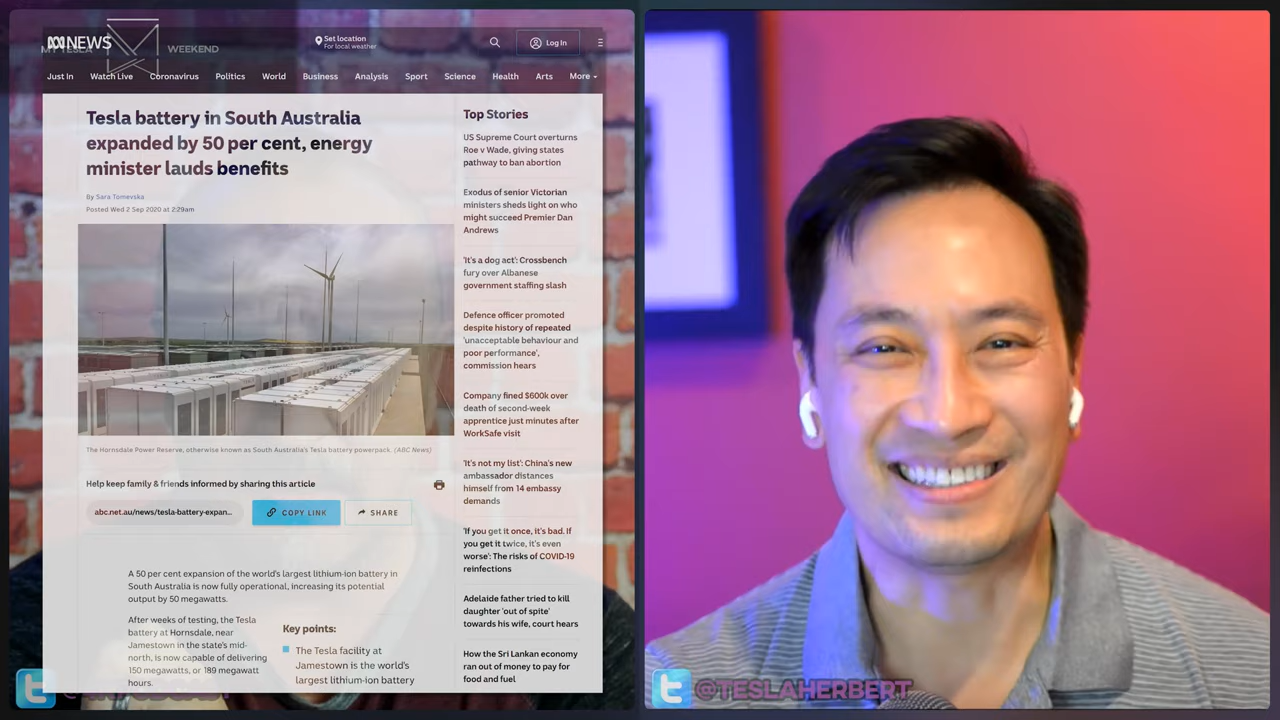 MY TESLA WEEKEND
NEWS
Set location
For local weather
Log In
Just In Watch Live Coronavirus Politics World Business Analysis Sport Science Health Arts More
Tesla battery in South Australia
expanded by 50 per cent, energy
minister lauds benefits
By Sara Tomevska
Posted Wed 2 Sep 2020 at 2:29am
The Hornsdale Power Reserve, otherwise known as South Australia's Tesla battery powerpack. (ABC News)
Help keep family & friends informed by sharing this article
abc.net.au/news/tesla-battery-expan...
COPY LINK
SHARE
A 50 per cent expansion of the world's largest lithium-ion battery in
South Australia is now fully operational, increasing its potential
output by 50 megawatts.
After weeks of testing, the Tesla
battery at Hornsdale, near
Jamestown in the state's mid-
north, is now capable of delivering
150 megawatts, or 189 megawatt
hours.
Key points:
The Tesla facility at
Jamestown is the world's
largest lithium-ion battery
Top Stories
US Supreme Court overturns
Roe v Wade, giving states
pathway to ban abortion
Exodus of senior Victorian
ministers sheds light on who
might succeed Premier Dan
Andrews
'It's a dog act': Crossbench
fury over Albanese
government staffing slash
Defence officer promoted
despite history of repeated
'unacceptable behaviour and
poor performance',
commission hears
Company fined $600k over
death of second-week
apprentice just minutes after
WorkSafe visit
'It's not my list': China's new
ambassador distances
himself from 14 embassy
demands
'If you get it once, it's bad. If
you get it twice, it's even
worse': The risks of COVID-19
reinfections
Adelaide father tried to kill
daughter 'out of spite'
towards his wife, court hears
How the Sri Lankan economy
ran out of money to pay for
food and fuel
@TESLAHERBERT